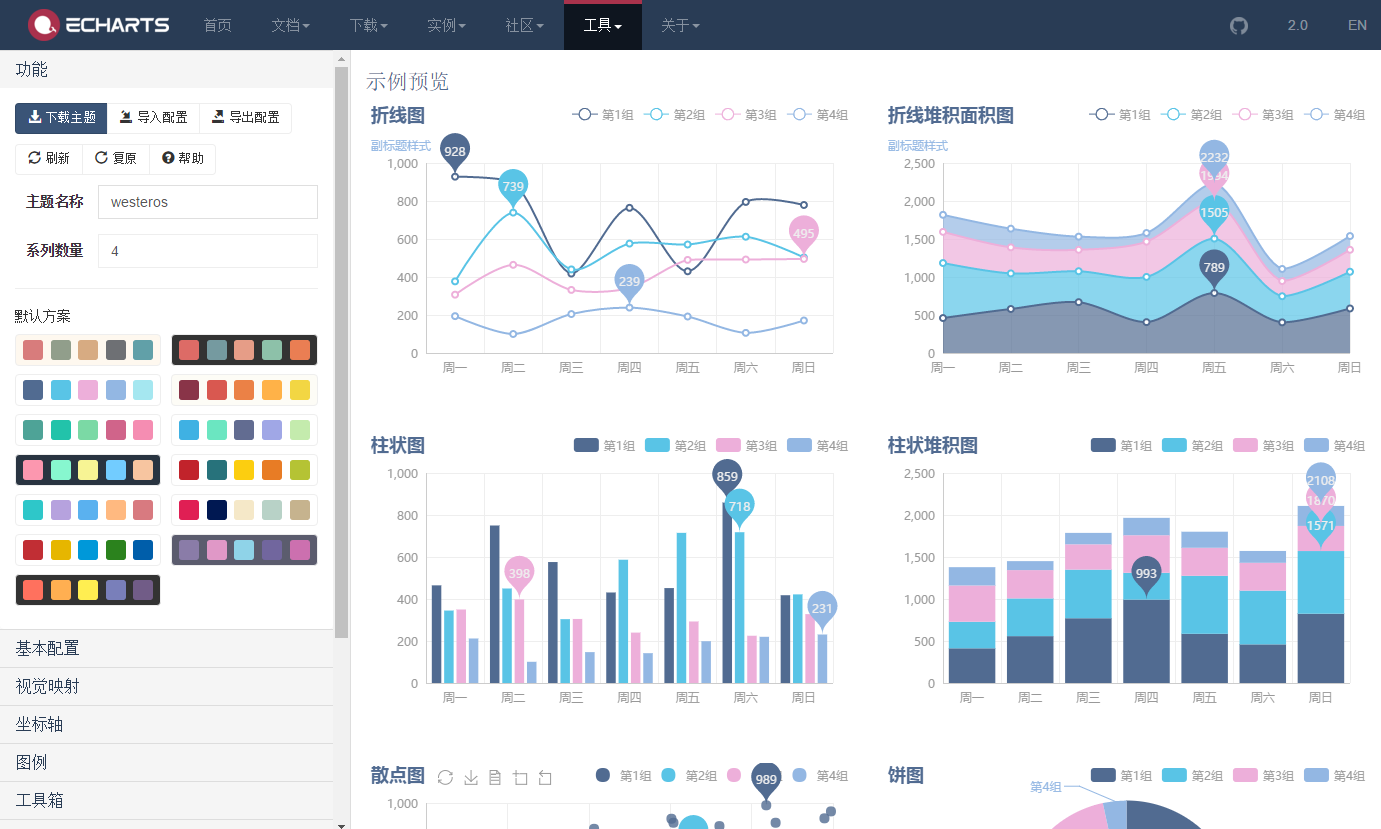 ECHARTS 首页 文档 下载 实例 社区 工具 关于 2.0 EN
功能
下载主题 导入配置 导出配置
刷新 复原 帮助
主题名称 westeros
系列数量 4
默认方案
基本配置
视觉映射
坐标轴
图例
工具箱
示例预览
折线图 第1组 第2组 第3组 第4组
副标题样式
1,000
800
600
400
200
0
周一 周二 周三 周四 周五 周六 周日
928
739
495
239
折线堆积面积图 第1组 第2组 第3组 第4组
副标题样式
2,500
2,000
1,500
1,000
500
0
周一 周二 周三 周四 周五 周六 周日
2232
1505
789
柱状图 第1组 第2组 第3组 第4组
1,000
800
600
400
200
0
周一 周二 周三 周四 周五 周六 周日
859
718
398
231
柱状堆积图 第1组 第2组 第3组 第4组
2,500
2,000
1,500
1,000
500
0
周一 周二 周三 周四 周五 周六 周日
2108
1870
1571
993
散点图 第1组 第2组 第3组 第4组
1,000
989
饼图 第1组 第2组 第3组 第4组
第4组